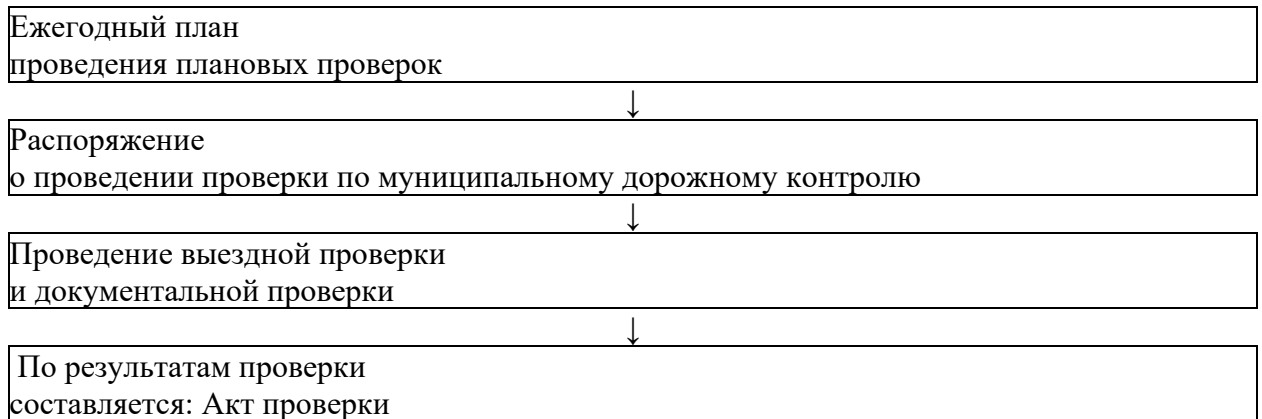 Ежегодный план
проведения плановых проверок
↓
Распоряжение
о проведении проверки по муниципальному дорожному контролю
↓
Проведение выездной проверки
и документальной проверки
↓
По результатам проверки
составляется: Акт проверки